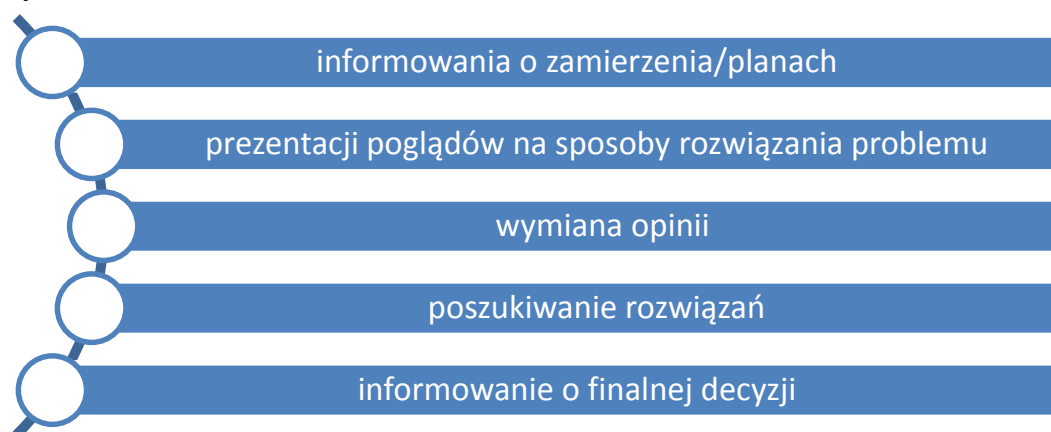 informowania o zamierzenia/planach
prezentacji poglądów na sposoby rozwiązania problemu
wymiana opinii
poszukiwanie rozwiązań
informowanie o finalnej decyzji